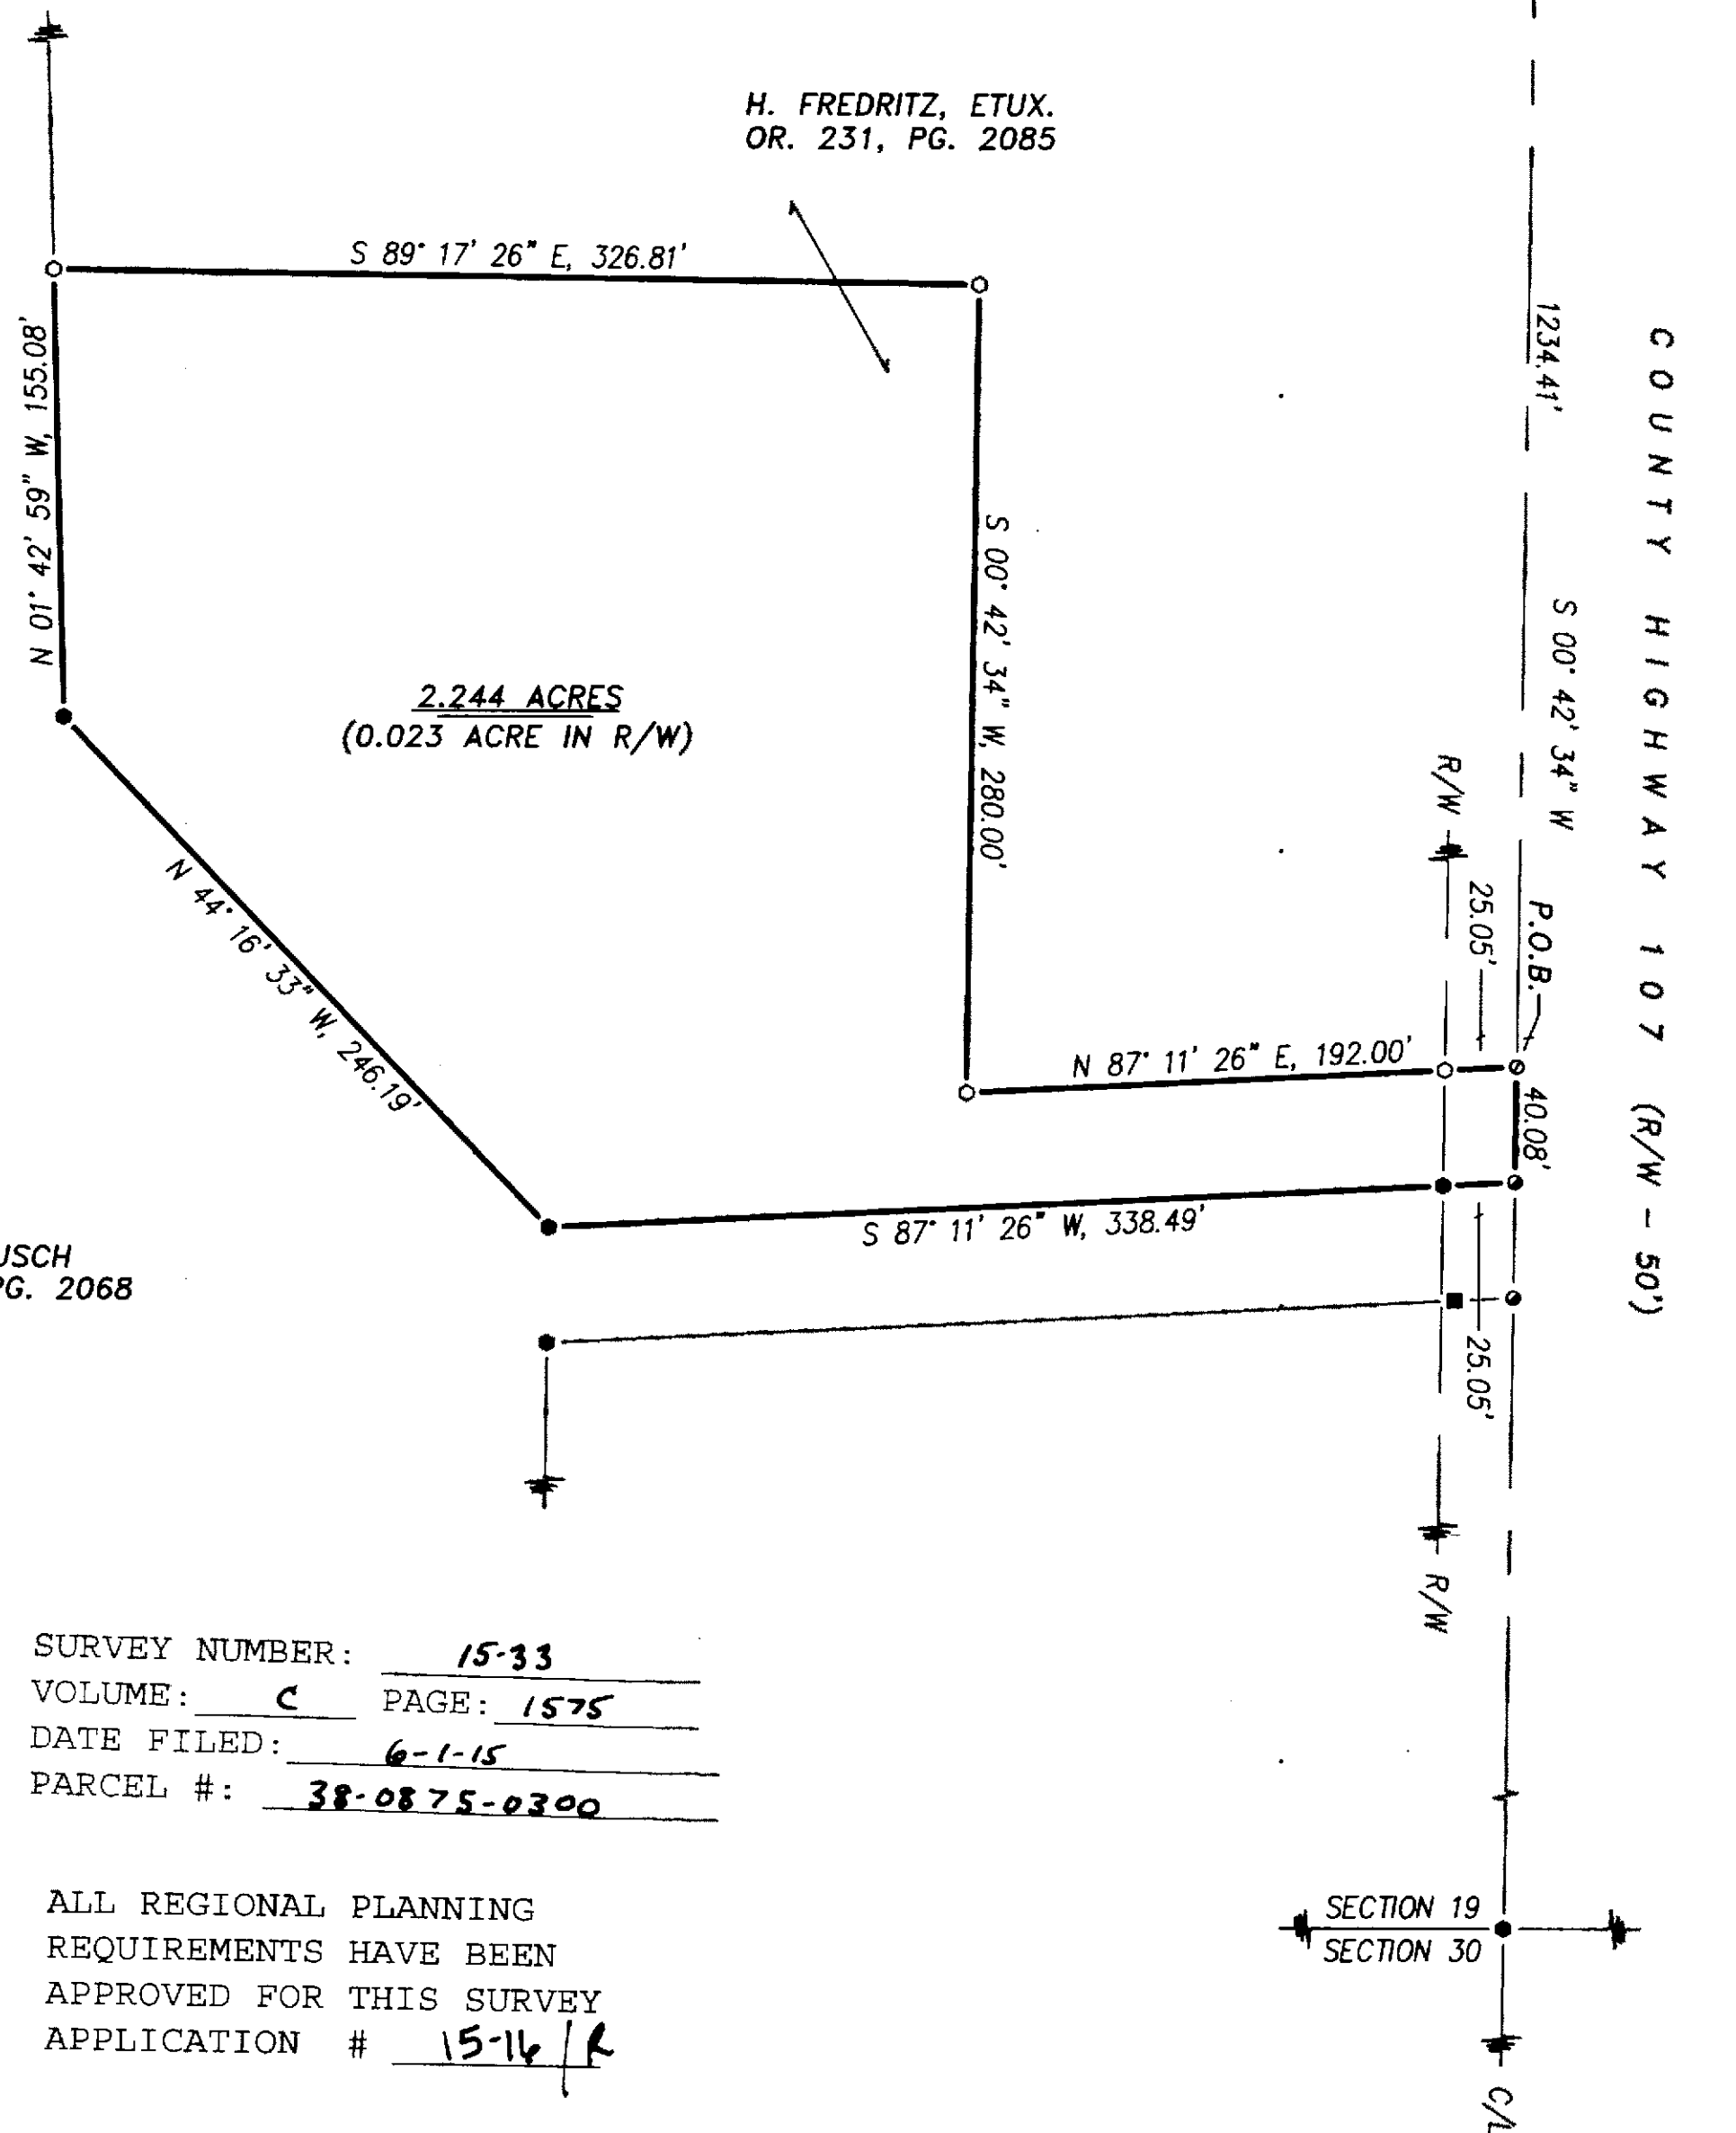 H. FREDRITZ, ETUX.
OR. 231, PG. 2085
S 89° 17' 26" E, 326.81'
N 01° 42' 59" W, 155.08'
1234.41'
COUNTY HIGHWAY 107 (R/W - 50')
S 00° 42' 34" W, 280.00'
S 00° 42' 34" W
2.244 ACRES
(0.023 ACRE IN R/W)
R/W
25.05'
P.O.B.
N 44° 16' 33" W, 246.19'
N 87° 11' 26" E, 192.00'
40.08'
S 87° 11' 26" W, 338.49'
USCH
PG. 2068
25.05'
R/W
SURVEY NUMBER: 15-33
VOLUME: C PAGE: 1575
DATE FILED: 6-1-15
PARCEL #: 38-0875-0300
ALL REGIONAL PLANNING
REQUIREMENTS HAVE BEEN
APPROVED FOR THIS SURVEY
APPLICATION # 15-16/R
SECTION 19
SECTION 30
C/L